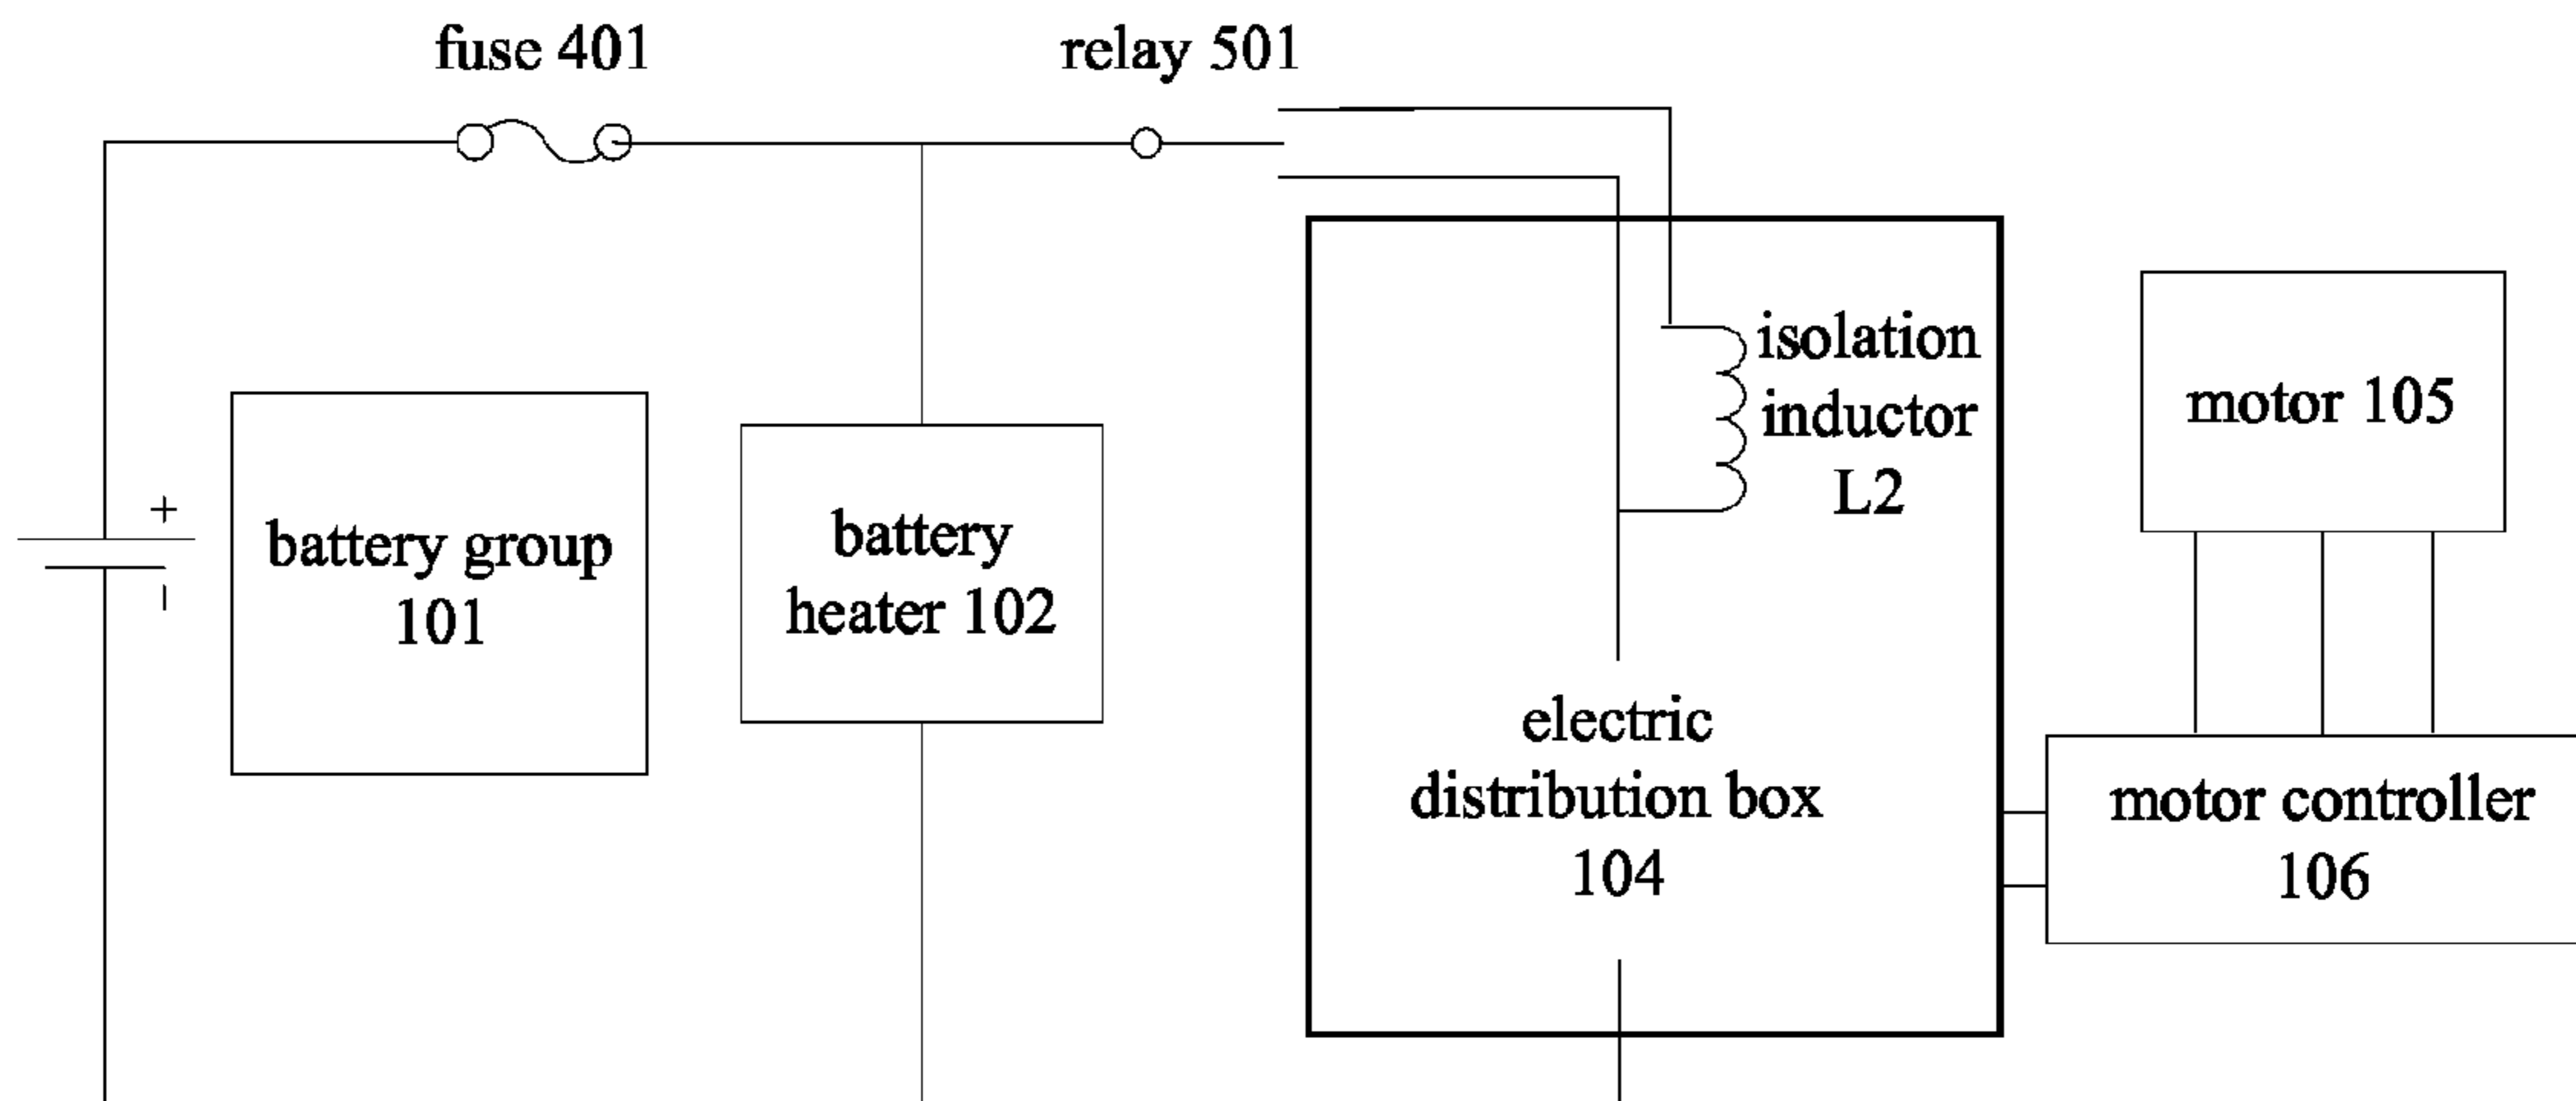 fuse 401
relay 501
isolation
inductor
L2
motor 105
+
battery group
101
-
battery
heater 102
electric
distribution box
104
motor controller
106